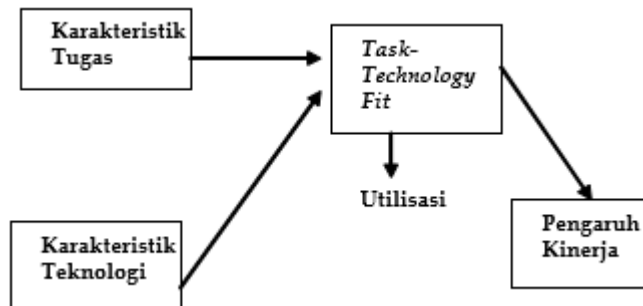 Karakteristik
Tugas
Task-
Technology
Fit
Utilisasi
Karakteristik
Teknologi
Pengaruh
Kinerja